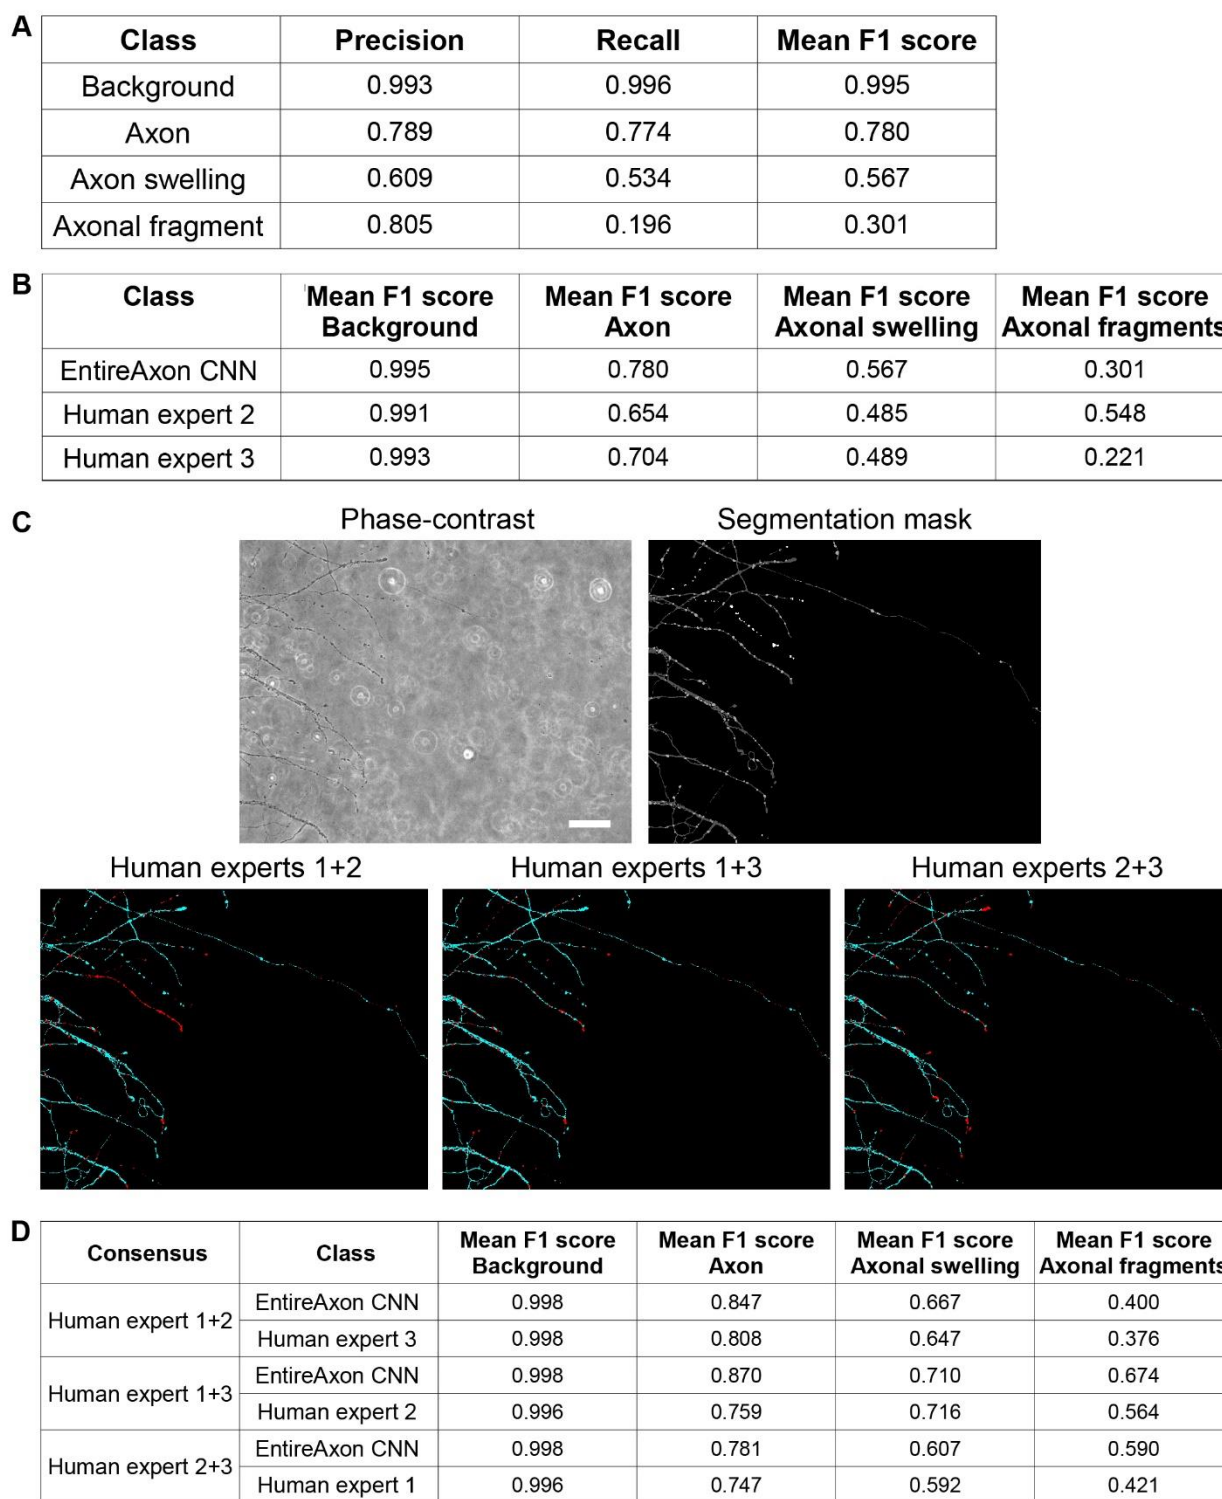 A
Class Precision Recall Mean F1 score
Background 0.993 0.996 0.995
Axon 0.789 0.774 0.780
Axon swelling 0.609 0.534 0.567
Axonal fragment 0.805 0.196 0.301
B
Class Mean F1 score Background Mean F1 score Axon Mean F1 score Axonal swelling Mean F1 score Axonal fragments
EntireAxon CNN 0.995 0.780 0.567 0.301
Human expert 2 0.991 0.654 0.485 0.548
Human expert 3 0.993 0.704 0.489 0.221
C
Phase-contrast Segmentation mask
Human experts 1+2 Human experts 1+3 Human experts 2+3
D
Consensus Class Mean F1 score Background Mean F1 score Axon Mean F1 score Axonal swelling Mean F1 score Axonal fragments
Human expert 1+2 EntireAxon CNN 0.998 0.847 0.667 0.400
Human expert 3 0.998 0.808 0.647 0.376
Human expert 1+3 EntireAxon CNN 0.998 0.870 0.710 0.674
Human expert 2 0.996 0.759 0.716 0.564
Human expert 2+3 EntireAxon CNN 0.998 0.781 0.607 0.590
Human expert 1 0.996 0.747 0.592 0.421